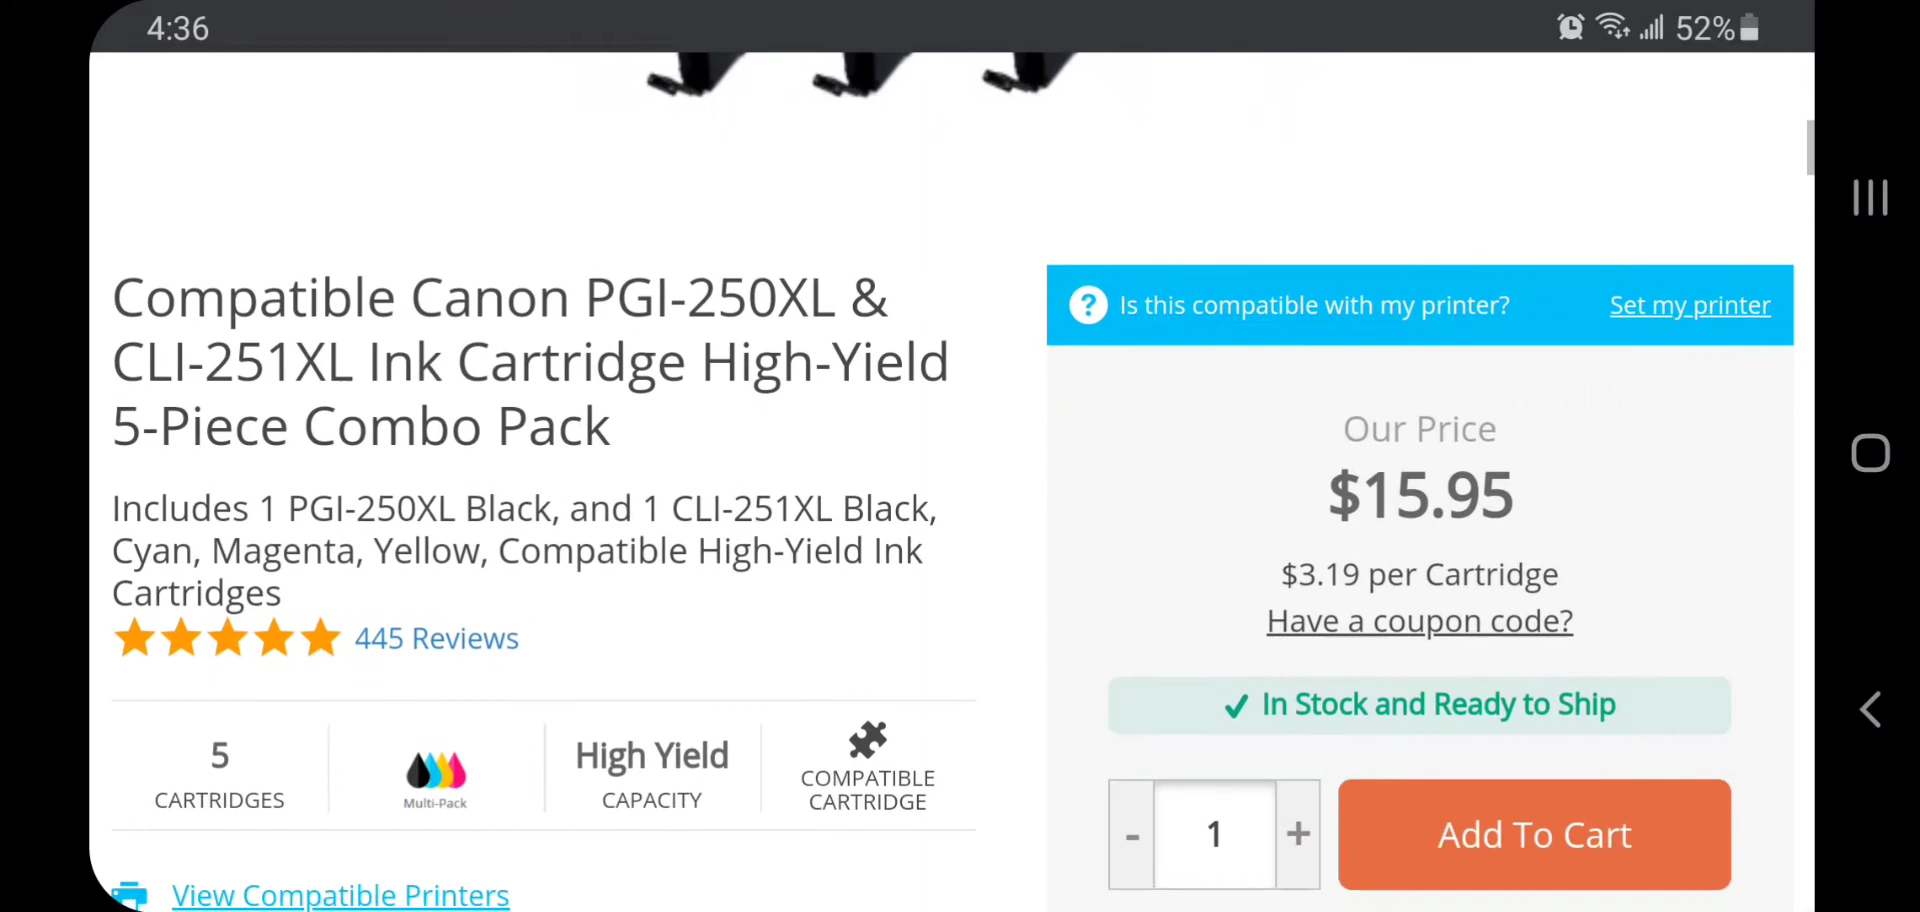 4:36
52%
Compatible Canon PGI-250XL &
CLI-251XL Ink Cartridge High-Yield
5-Piece Combo Pack
Includes 1 PGI-250XL Black, and 1 CLI-251XL Black,
Cyan, Magenta, Yellow, Compatible High-Yield Ink
Cartridges
445 Reviews
5
CARTRIDGES
Multi-Pack
High Yield
CAPACITY
COMPATIBLE
CARTRIDGE
View Compatible Printers
? Is this compatible with my printer? Set my printer
Our Price
$15.95
$3.19 per Cartridge
Have a coupon code?
In Stock and Ready to Ship
- 1 +
Add To Cart